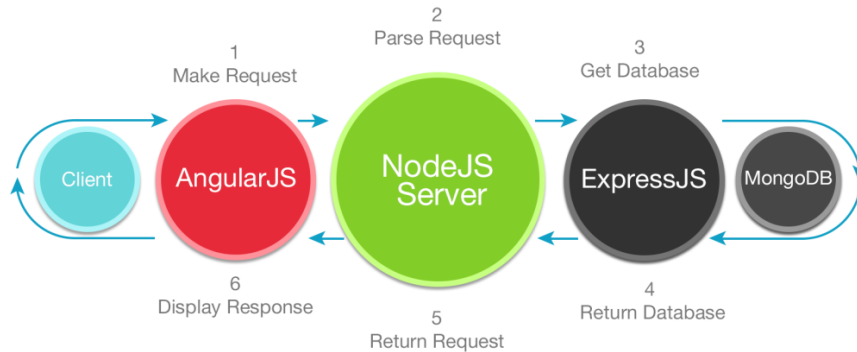 1
Make Request
2
Parse Request
3
Get Database
Client
AngularJS
NodeJS
Server
ExpressJS
MongoDB
6
Display Response
5
Return Request
4
Return Database